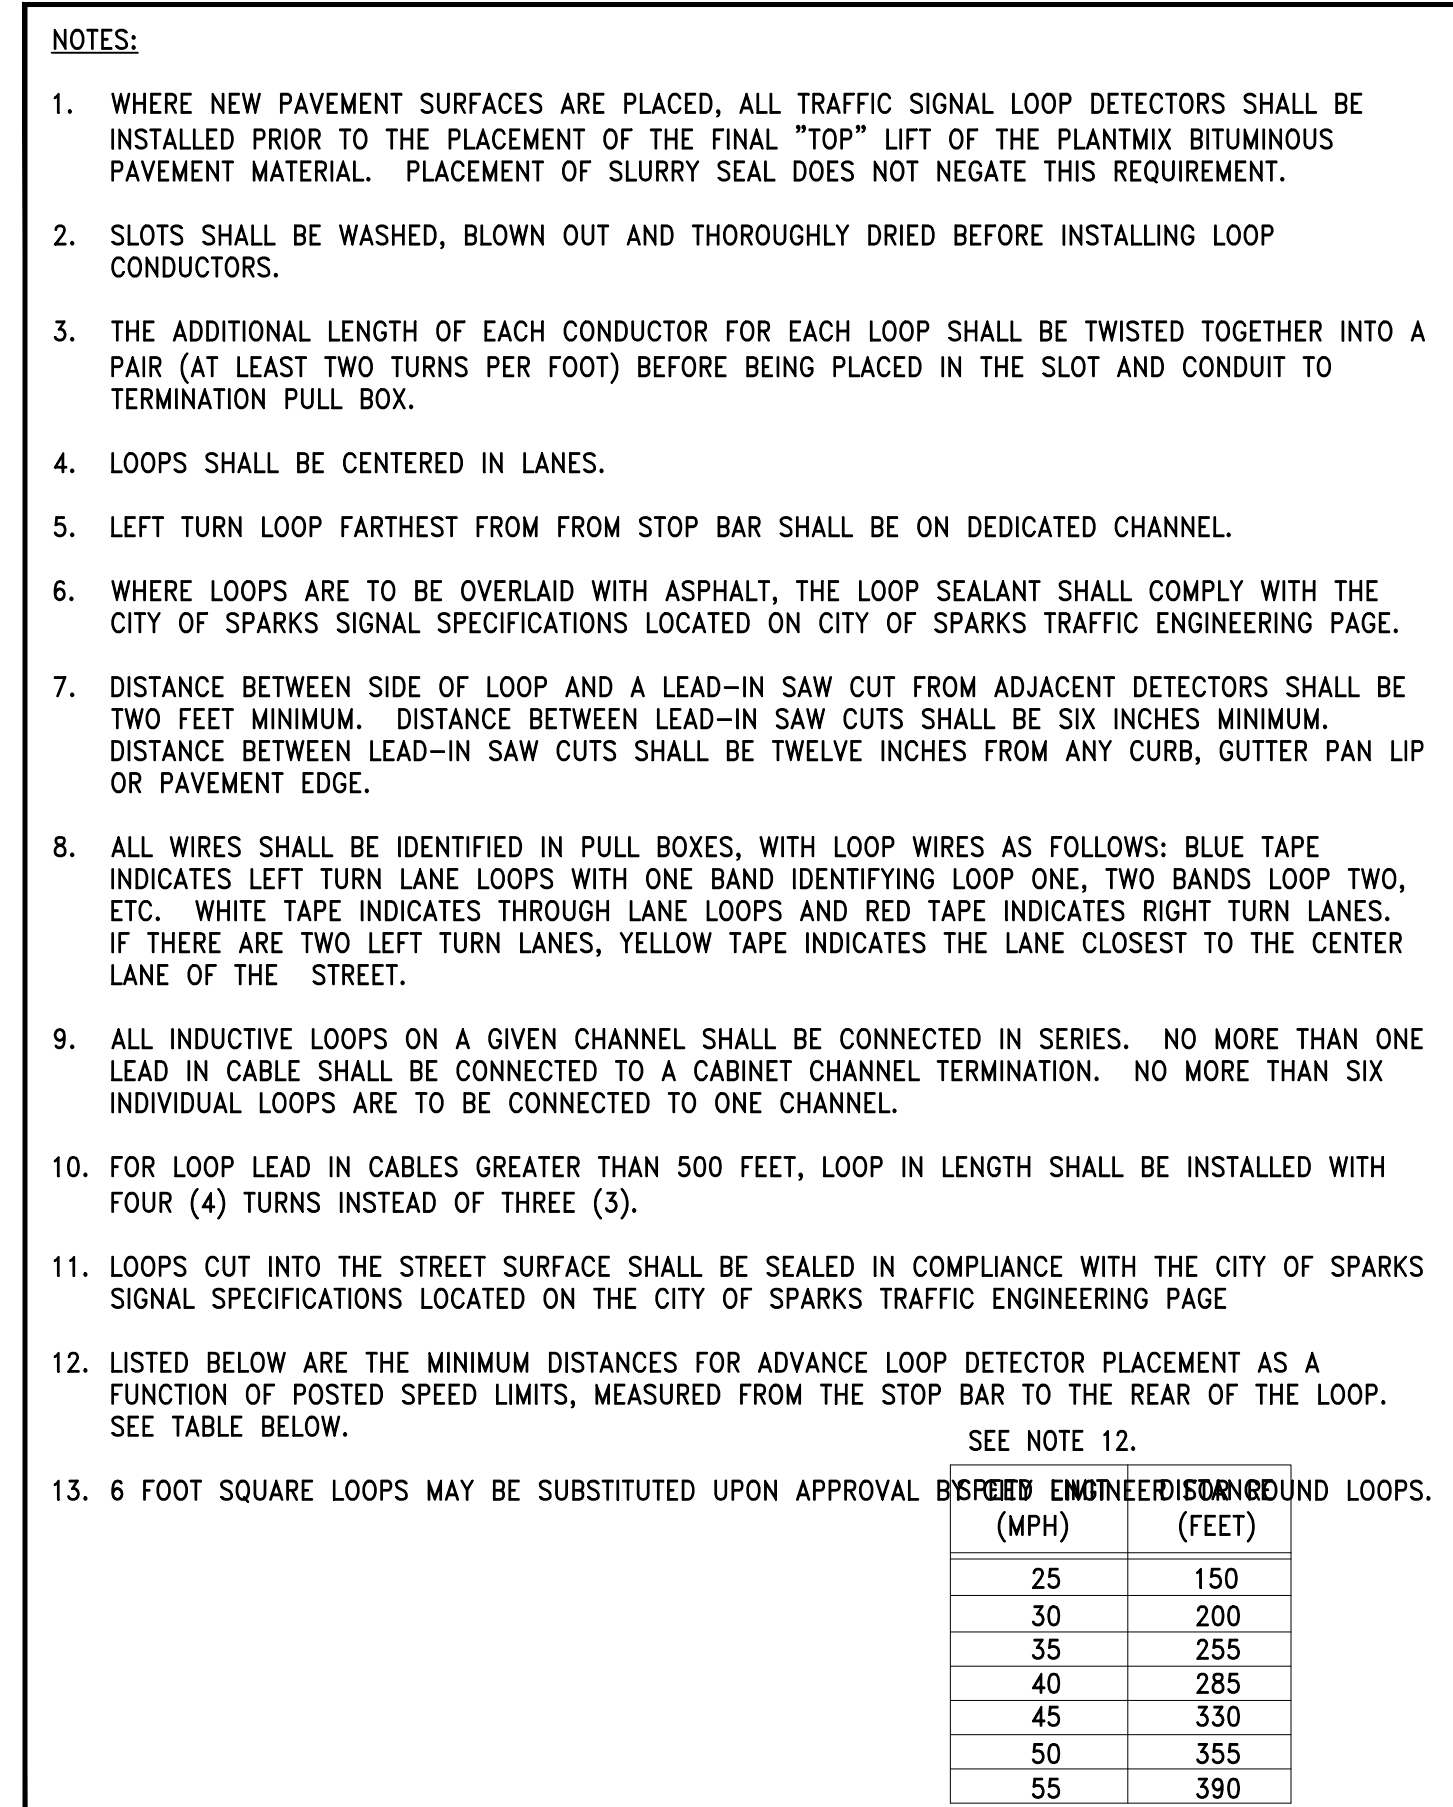 NOTES:
1. WHERE NEW PAVEMENT SURFACES ARE PLACED, ALL TRAFFIC SIGNAL LOOP DETECTORS SHALL BE
INSTALLED PRIOR TO THE PLACEMENT OF THE FINAL "TOP" LIFT OF THE PLANTMIX BITUMINOUS
PAVEMENT MATERIAL. PLACEMENT OF SLURRY SEAL DOES NOT NEGATE THIS REQUIREMENT.
2. SLOTS SHALL BE WASHED, BLOWN OUT AND THOROUGHLY DRIED BEFORE INSTALLING LOOP
CONDUCTORS.
3. THE ADDITIONAL LENGTH OF EACH CONDUCTOR FOR EACH LOOP SHALL BE TWISTED TOGETHER INTO A
PAIR (AT LEAST TWO TURNS PER FOOT) BEFORE BEING PLACED IN THE SLOT AND CONDUIT TO
TERMINATION PULL BOX.
4. LOOPS SHALL BE CENTERED IN LANES.
5. LEFT TURN LOOP FARTHEST FROM FROM STOP BAR SHALL BE ON DEDICATED CHANNEL.
6. WHERE LOOPS ARE TO BE OVERLAID WITH ASPHALT, THE LOOP SEALANT SHALL COMPLY WITH THE
CITY OF SPARKS SIGNAL SPECIFICATIONS LOCATED ON CITY OF SPARKS TRAFFIC ENGINEERING PAGE.
7. DISTANCE BETWEEN SIDE OF LOOP AND A LEAD-IN SAW CUT FROM ADJACENT DETECTORS SHALL BE
TWO FEET MINIMUM. DISTANCE BETWEEN LEAD-IN SAW CUTS SHALL BE SIX INCHES MINIMUM.
DISTANCE BETWEEN LEAD-IN SAW CUTS SHALL BE TWELVE INCHES FROM ANY CURB, GUTTER PAN LIP
OR PAVEMENT EDGE.
8. ALL WIRES SHALL BE IDENTIFIED IN PULL BOXES, WITH LOOP WIRES AS FOLLOWS: BLUE TAPE
INDICATES LEFT TURN LANE LOOPS WITH ONE BAND IDENTIFYING LOOP ONE, TWO BANDS LOOP TWO,
ETC. WHITE TAPE INDICATES THROUGH LANE LOOPS AND RED TAPE INDICATES RIGHT TURN LANES.
IF THERE ARE TWO LEFT TURN LANES, YELLOW TAPE INDICATES THE LANE CLOSEST TO THE CENTER
LANE OF THE STREET.
9. ALL INDUCTIVE LOOPS ON A GIVEN CHANNEL SHALL BE CONNECTED IN SERIES. NO MORE THAN ONE
LEAD IN CABLE SHALL BE CONNECTED TO A CABINET CHANNEL TERMINATION. NO MORE THAN SIX
INDIVIDUAL LOOPS ARE TO BE CONNECTED TO ONE CHANNEL.
10. FOR LOOP LEAD IN CABLES GREATER THAN 500 FEET, LOOP IN LENGTH SHALL BE INSTALLED WITH
FOUR (4) TURNS INSTEAD OF THREE (3).
11. LOOPS CUT INTO THE STREET SURFACE SHALL BE SEALED IN COMPLIANCE WITH THE CITY OF SPARKS
SIGNAL SPECIFICATIONS LOCATED ON THE CITY OF SPARKS TRAFFIC ENGINEERING PAGE
12. LISTED BELOW ARE THE MINIMUM DISTANCES FOR ADVANCE LOOP DETECTOR PLACEMENT AS A
FUNCTION OF POSTED SPEED LIMITS, MEASURED FROM THE STOP BAR TO THE REAR OF THE LOOP.
SEE TABLE BELOW.
13. 6 FOOT SQUARE LOOPS MAY BE SUBSTITUTED UPON APPROVAL BY CITY ENGINEER FOR ROUND LOOPS.
SEE NOTE 12.
SPEED LIMIT DISTANCE
(MPH) (FEET)
25 150
30 200
35 255
40 285
45 330
50 355
55 390